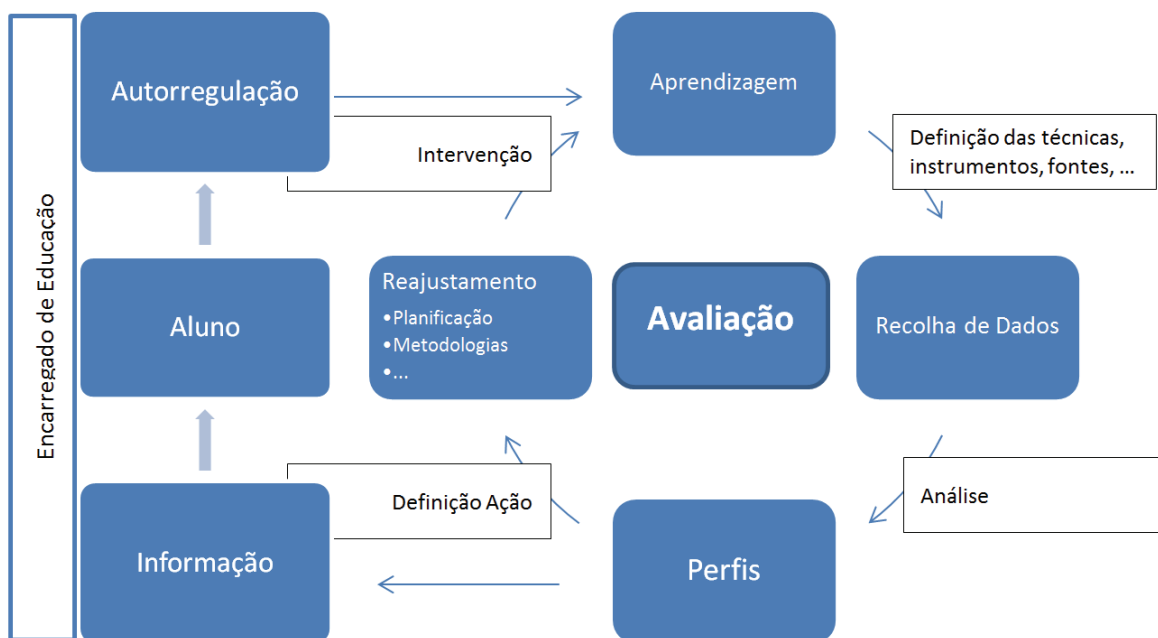 Encarregado de Educação
Autorregulação
Aprendizagem
Intervenção
Definição das técnicas,
instrumentos, fontes, ...
Aluno
Reajustamento
•Planificação
•Metodologias
•...
Avaliação
Recolha de Dados
Definição Ação
Análise
Informação
Perfis